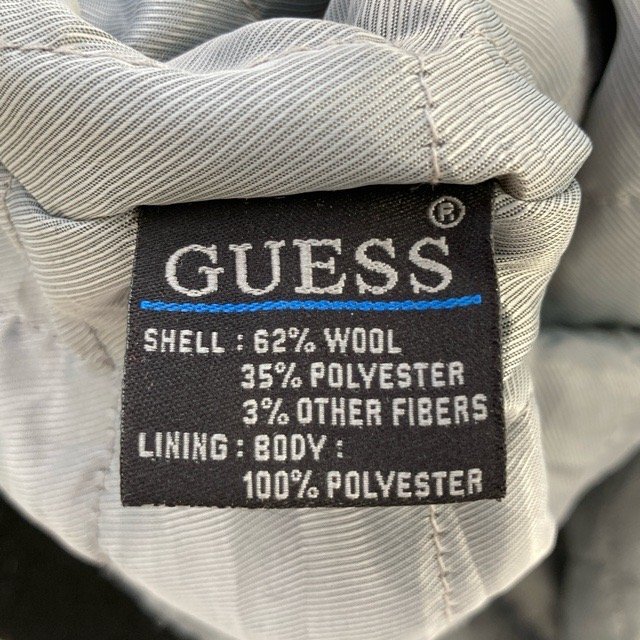 GUESS®
SHELL : 62% WOOL
35% POLYESTER
3% OTHER FIBERS
LINING : BODY :
100% POLYESTER